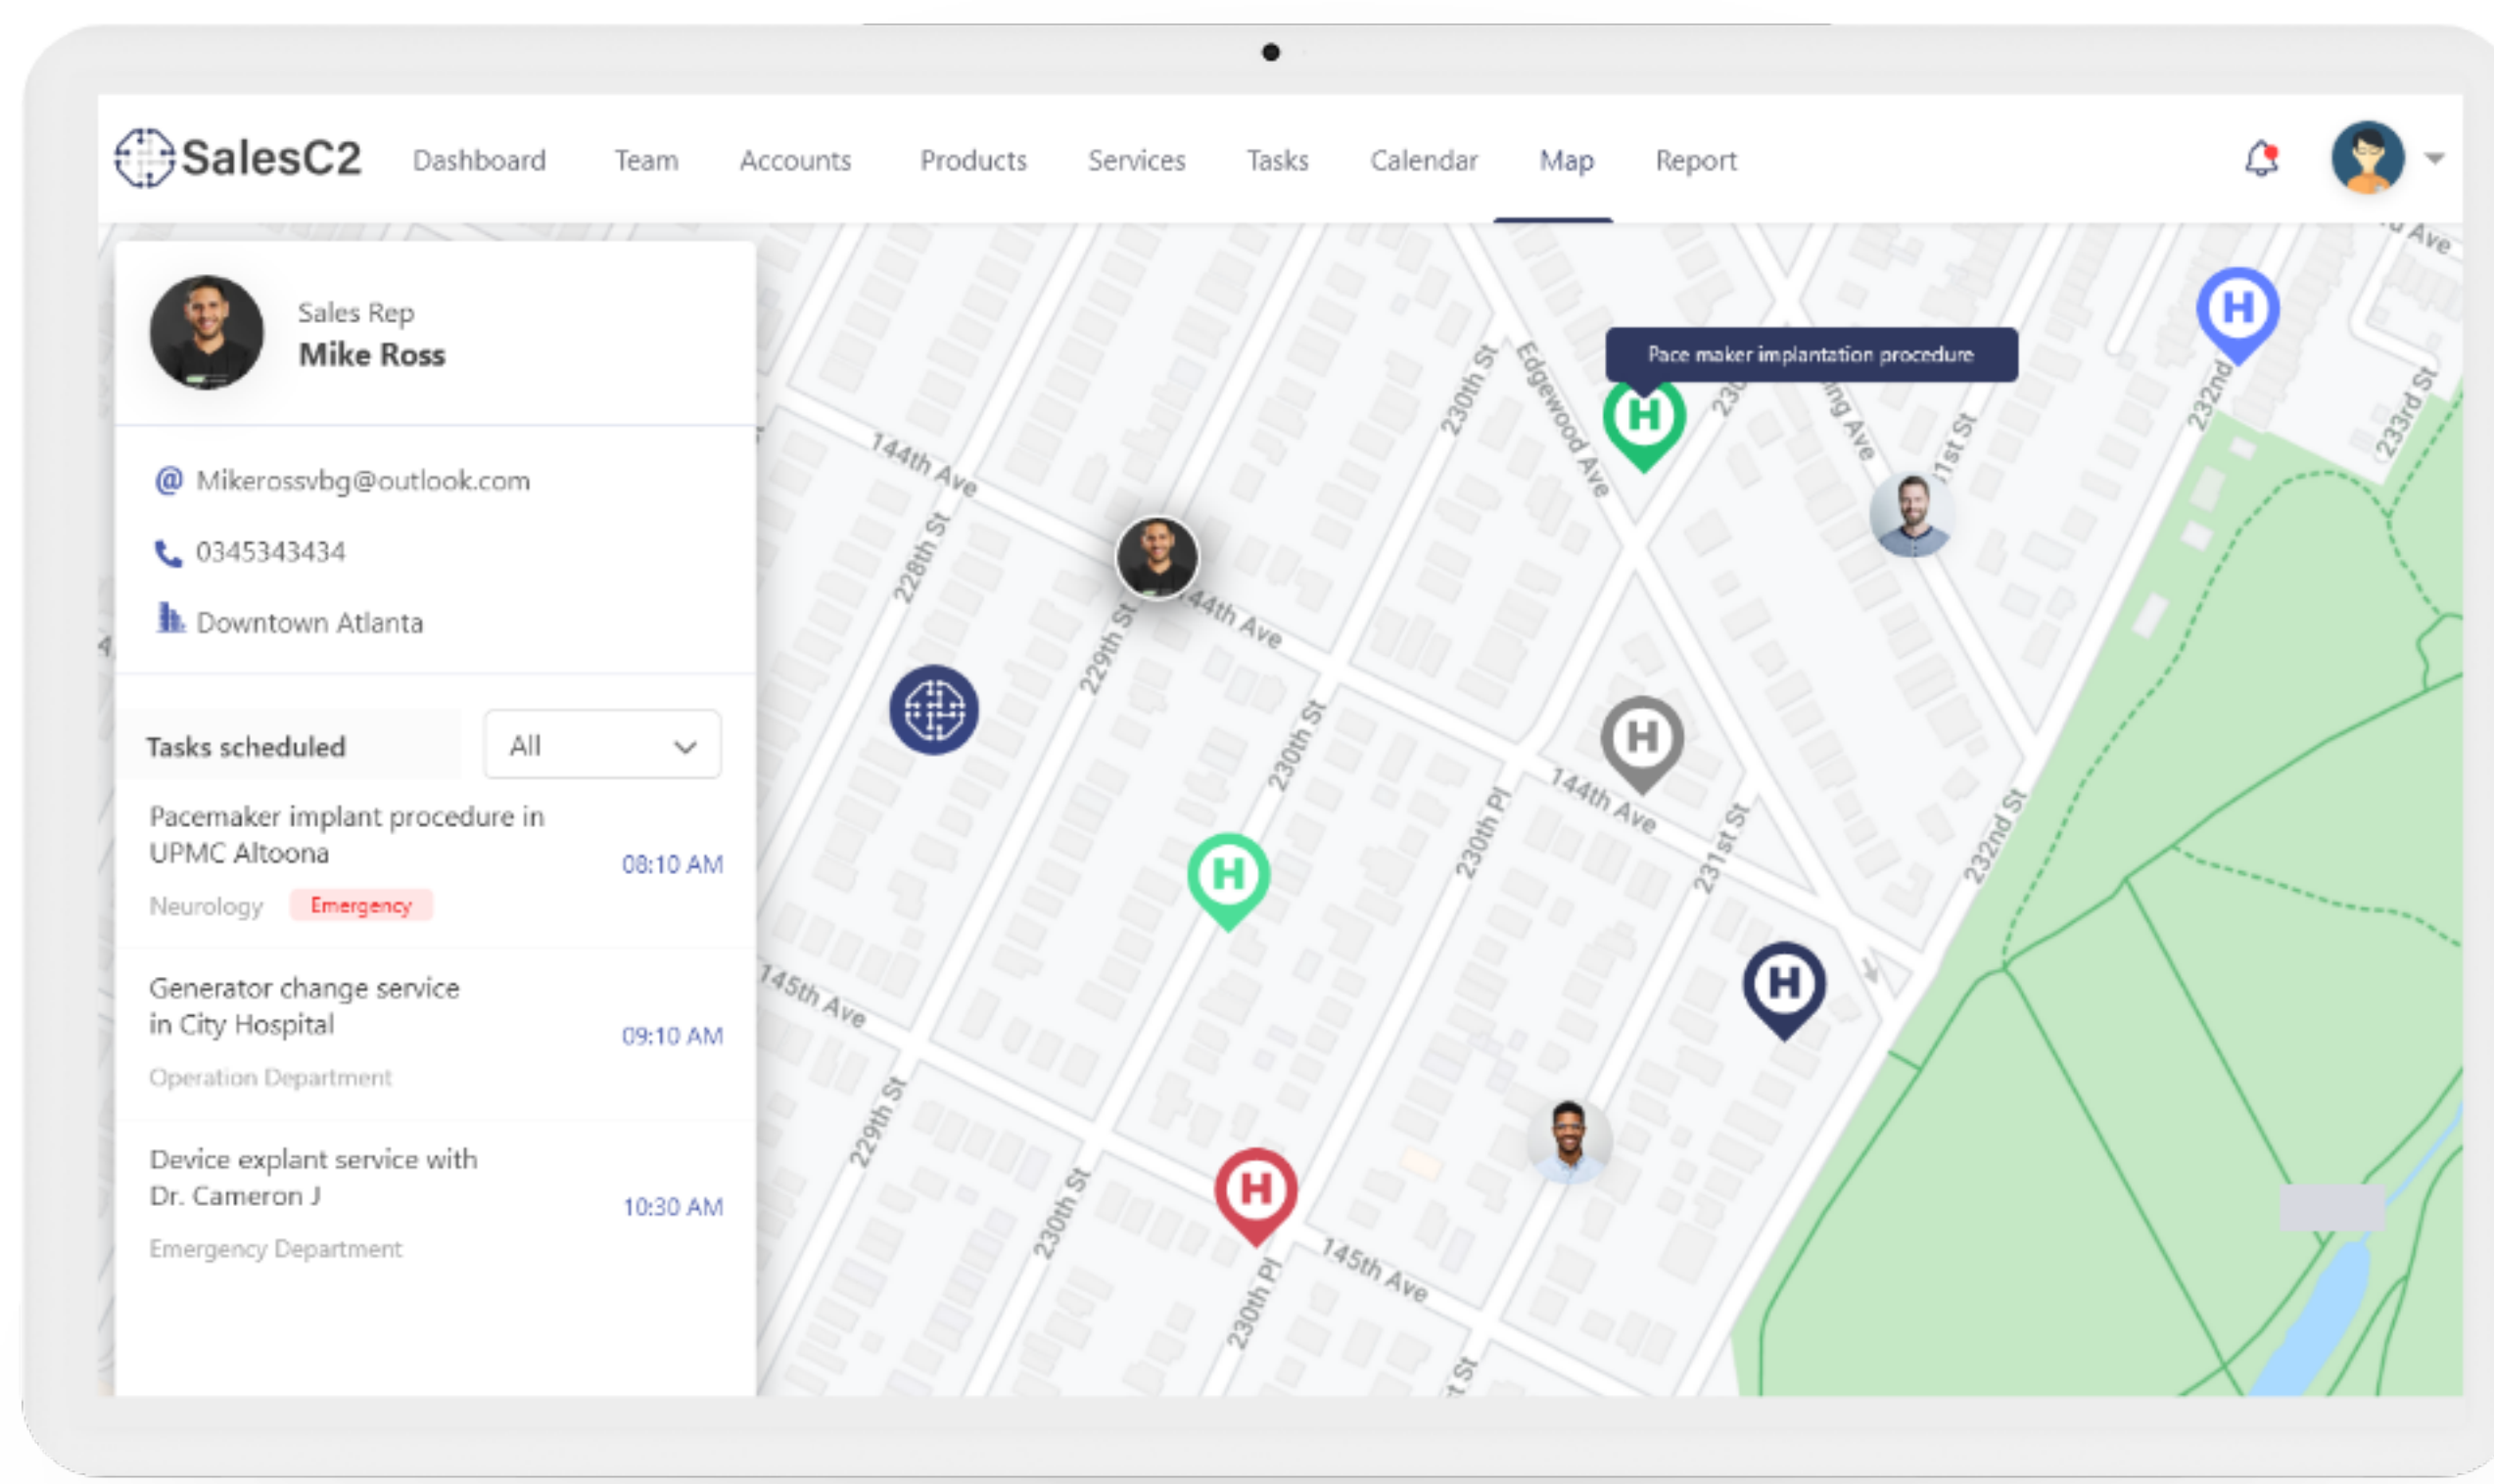 SalesC2
Dashboard
Team
Accounts
Products
Services
Tasks
Calendar
Map
Report
Sales Rep
Mike Ross
@ Mikerossvbg@outlook.com
0345343434
Downtown Atlanta
Tasks scheduled
All
Pacemaker implant procedure in
UPMC Altoona
08:10 AM
Neurology
Emergency
Generator change service
in City Hospital
09:10 AM
Operation Department
Device explant service with
Dr. Cameron J
10:30 AM
Emergency Department
Ave
H
Pace maker implantation procedure
H
230th St
Edgewood Ave
232nd
233rd St
144th Ave
228th St
144th Ave
229th St
230th St
H
144th Ave
230th Pl
231st St
232nd St
H
H
145th Ave
229th St
230th St
H
145th Ave
230th Pl
St